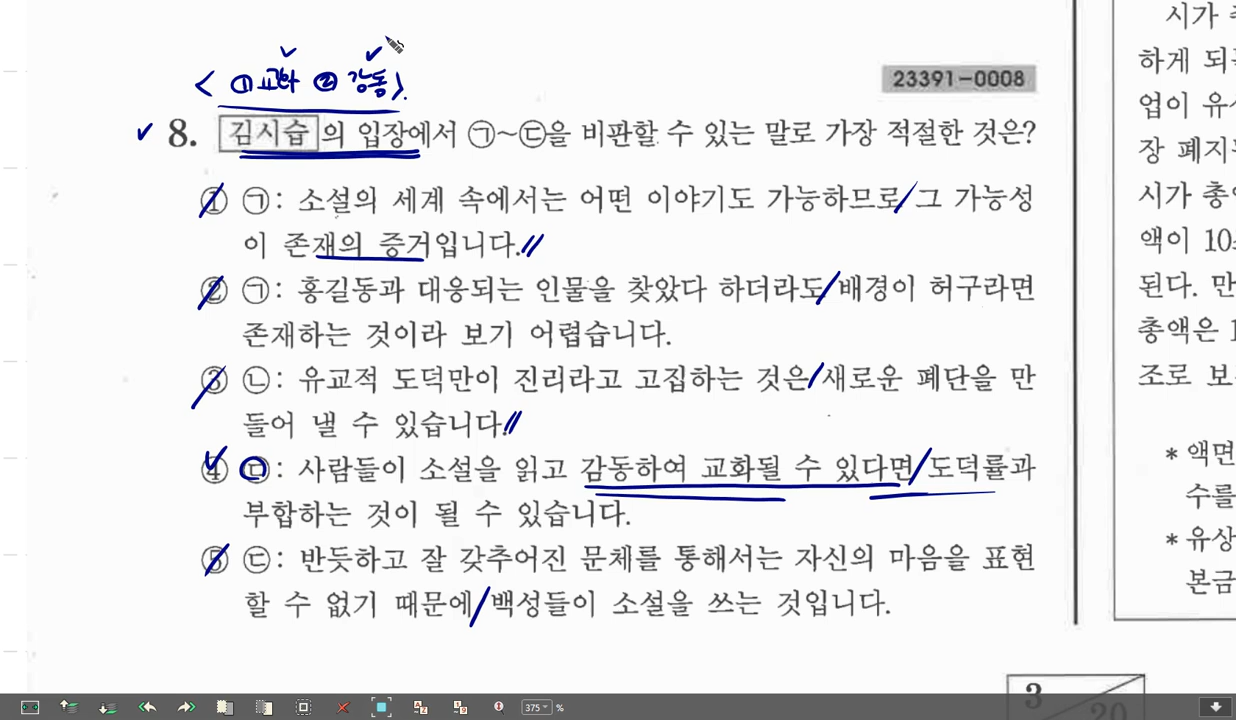 <①교화 ②감동>.
23391-0008
8. 김시습의 입장에서 ㉠~㉢을 비판할 수 있는 말로 가장 적절한 것은?
① ㉠: 소설의 세계 속에서는 어떤 이야기도 가능하므로 그 가능성
이 존재의 증거입니다.
② ㉠: 홍길동과 대응되는 인물을 찾았다 하더라도 배경이 허구라면
존재하는 것이라 보기 어렵습니다.
③ ㉡: 유교적 도덕만이 진리라고 고집하는 것은 새로운 폐단을 만
들어 낼 수 있습니다.
④ ㉢: 사람들이 소설을 읽고 감동하여 교화될 수 있다면 도덕률과
부합하는 것이 될 수 있습니다.
⑤ ㉢: 반듯하고 잘 갖추어진 문체를 통해서는 자신의 마음을 표현
할 수 없기 때문에 백성들이 소설을 쓰는 것입니다.
시가
하게 되
업이 유상
장 폐지
시가 총
액이 10
된다. 만
총액은 1
조로 보
* 액면
수를
* 유상
본금
3
20
375 %